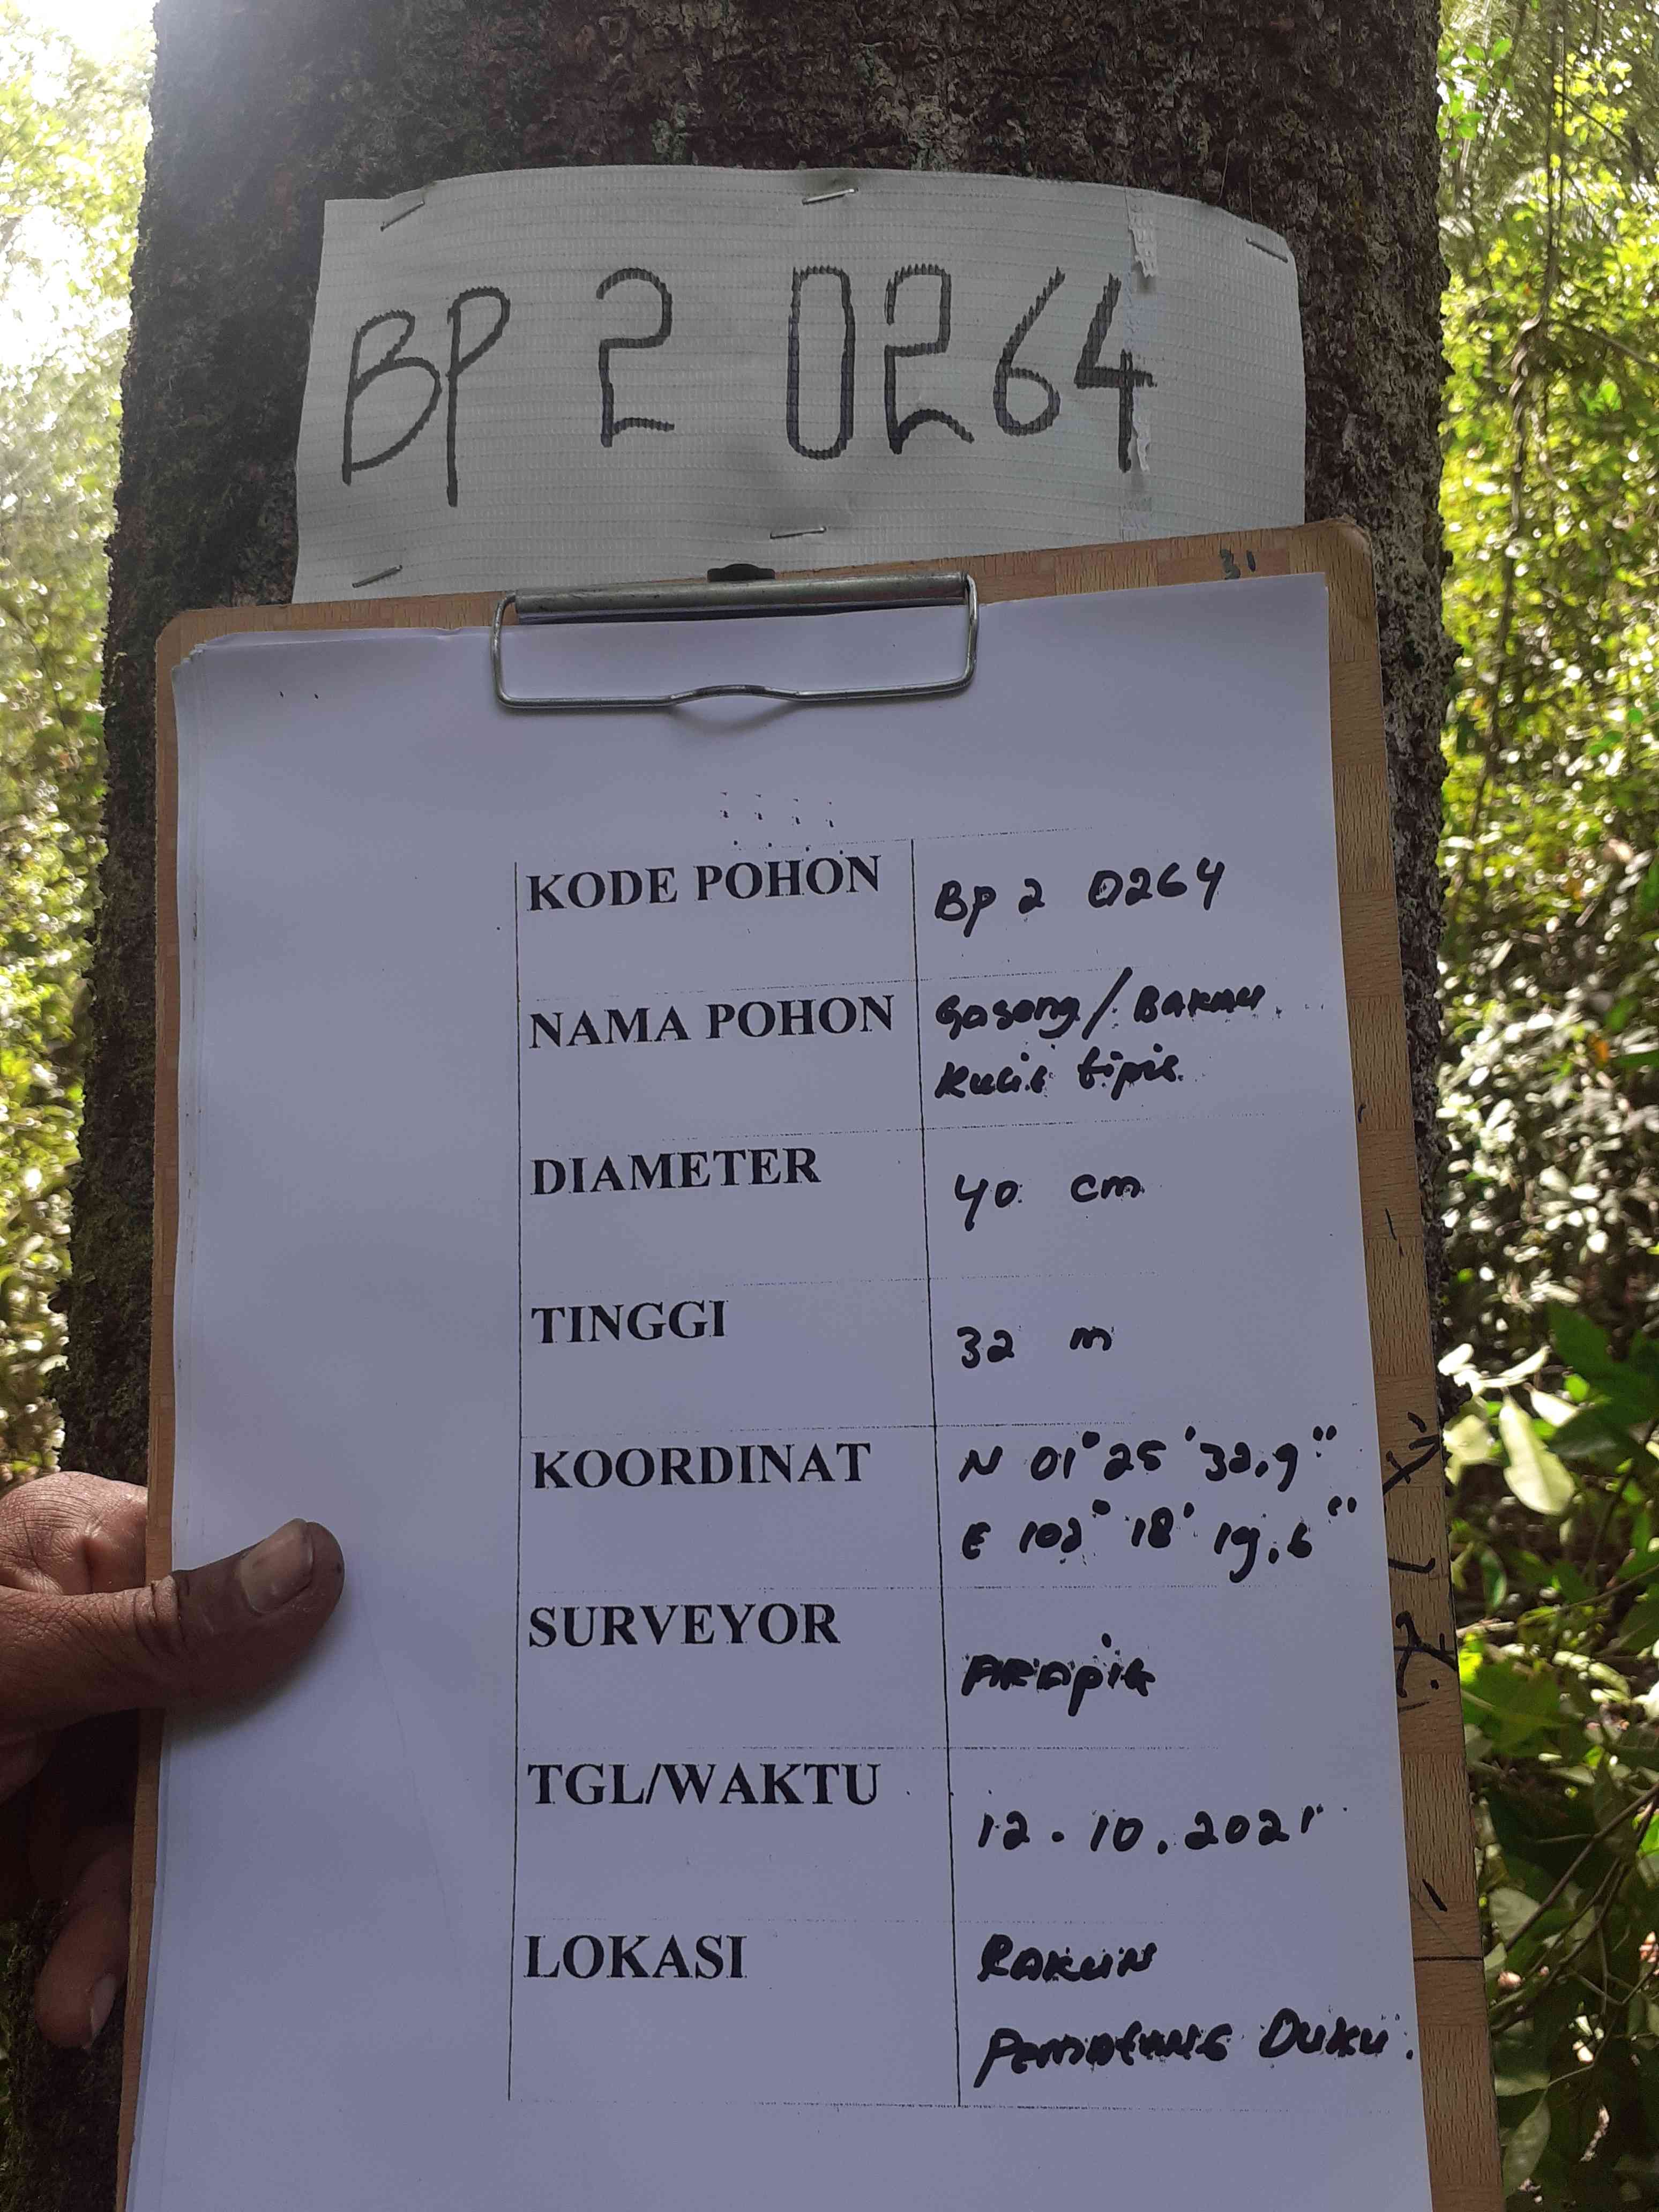 BP 2 0264
31
KODE POHON BP 2 0264
NAMA POHON Gasong / BAKAU
Kulit tipis
DIAMETER 40 cm
TINGGI 32 m
KOORDINAT N 01° 25 ' 32,9"
E 102° 18' 19,6"
SURVEYOR
TGL/WAKTU 12 . 10 . 2021
LOKASI RAKUN
PEMATANG DUKU.